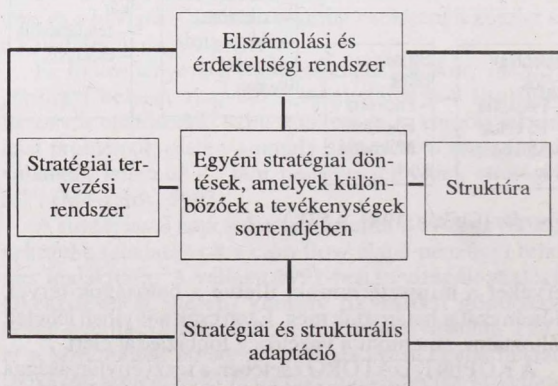 Elszámolási és
érdekeltségi rendszer
Stratégiai ter-
vezési
rendszer
Egyéni stratégiai dön-
tések, amelyek külön-
bözőek a tevékenységek
sorrendjében
Struktúra
Stratégiai és strukturális
adaptáció